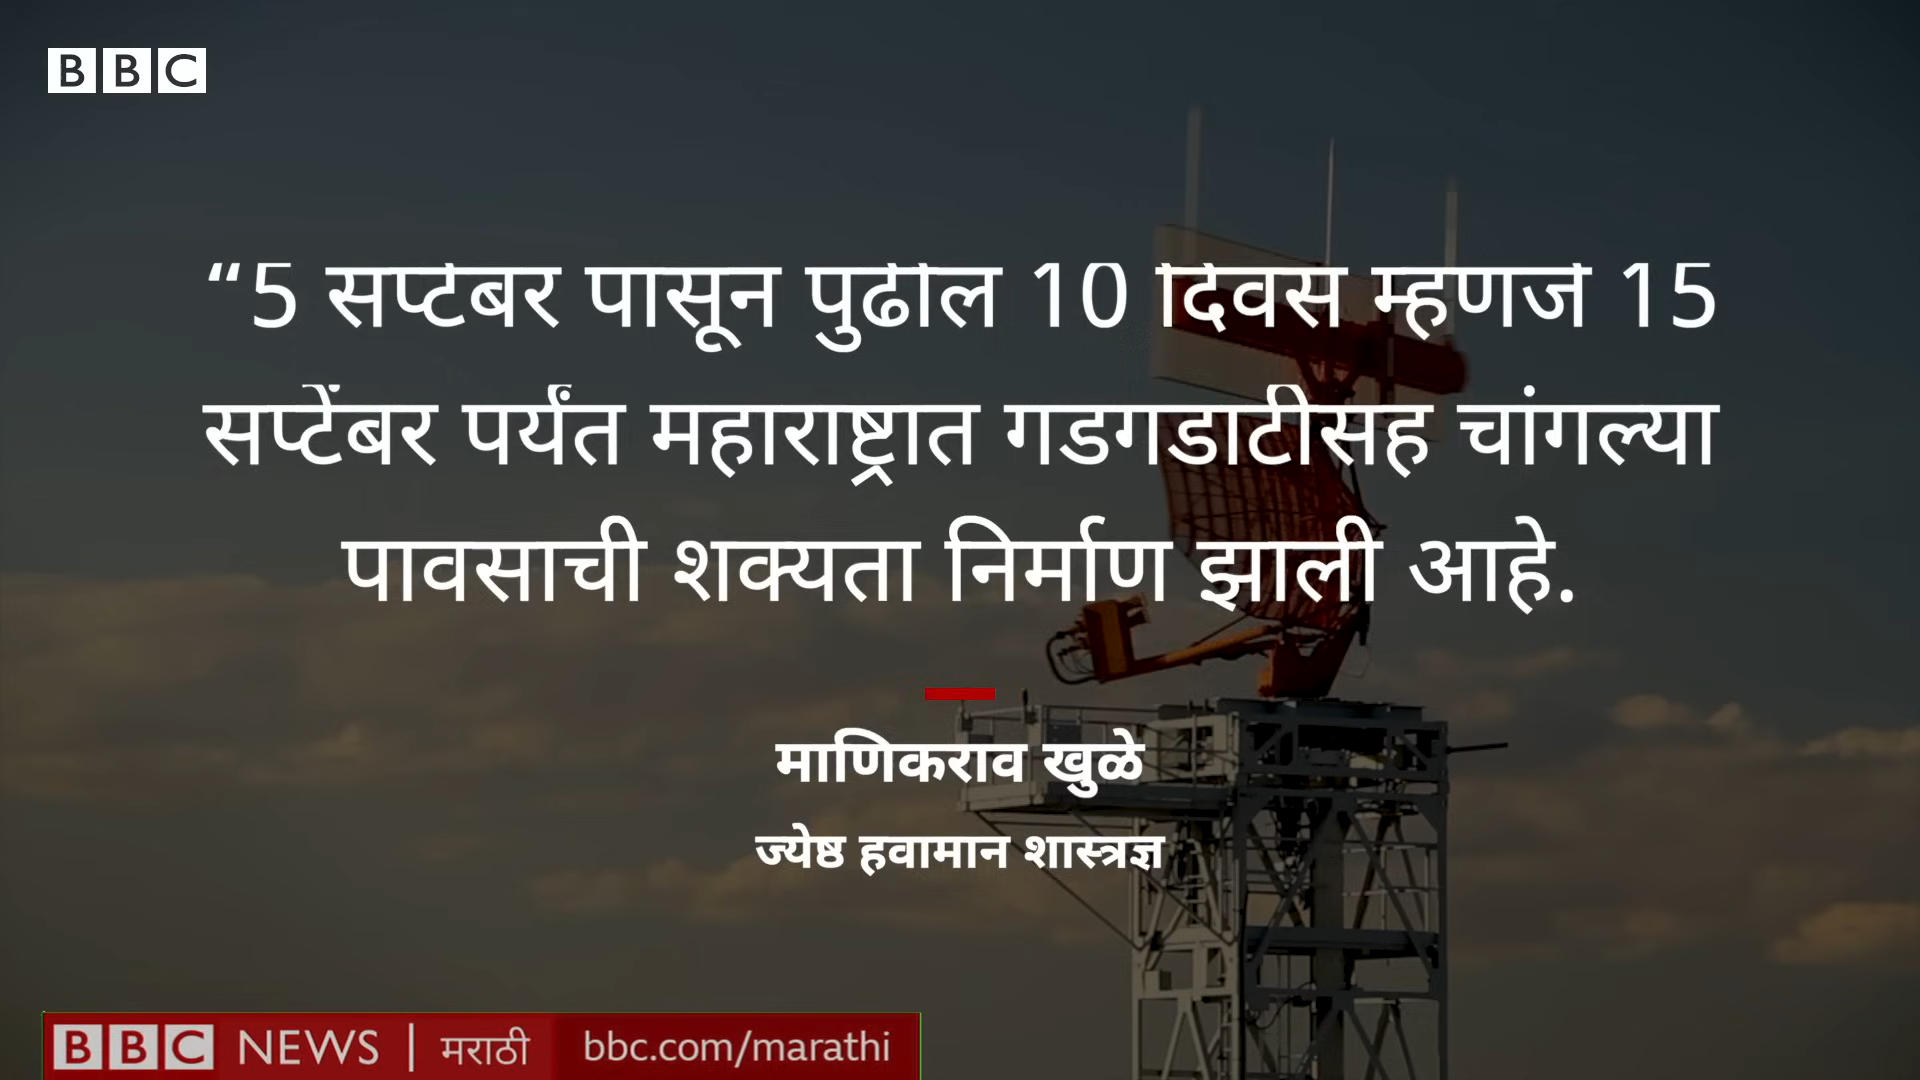 BBC
“5 सप्टेंबर पासून पुढील 10 दिवस म्हणजे 15
सप्टेंबर पर्यंत महाराष्ट्रात गडगडाटीसह चांगल्या
पावसाची शक्यता निर्माण झाली आहे.
माणिकराव खुळे
ज्येष्ठ हवामान शास्त्रज्ञ
BBC NEWS | मराठी bbc.com/marathi